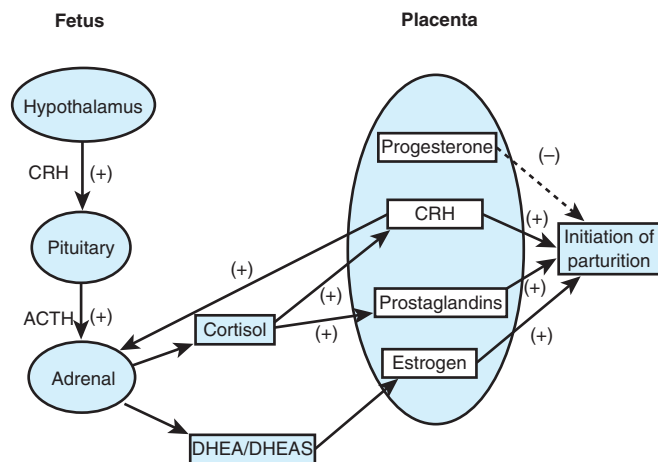 Fetus
Placenta
Hypothalamus
Progesterone
(–)
CRH
(+)
CRH
(+)
Initiation of
parturition
Pituitary
(+)
(+)
(+)
Prostaglandins
ACTH
(+)
Cortisol
(+)
(+)
Estrogen
Adrenal
DHEA/DHEAS